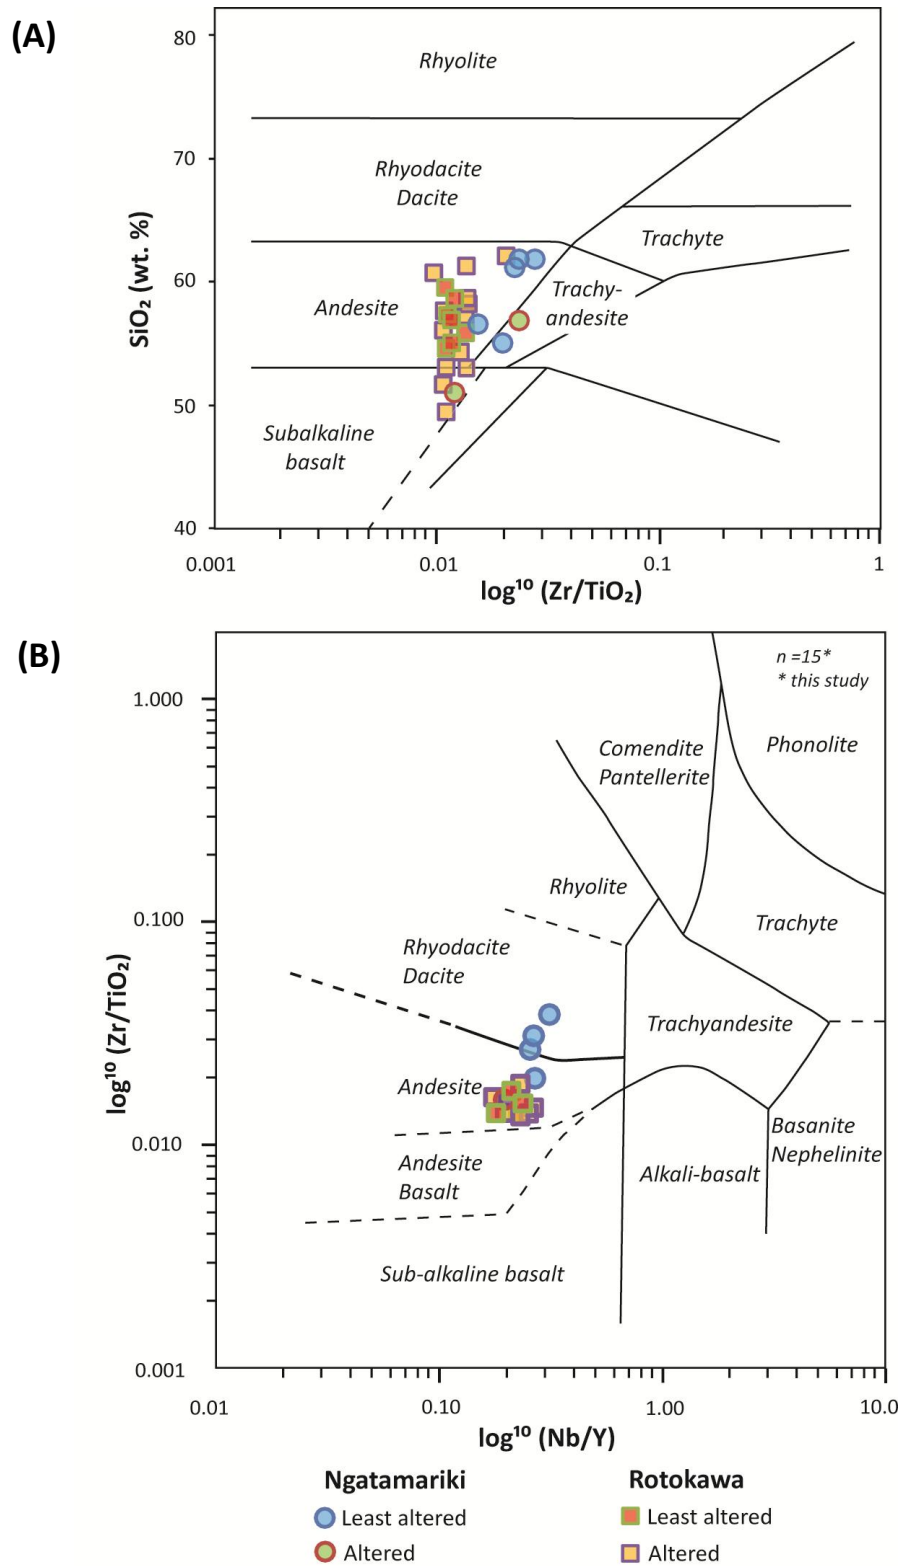 (A)
80
70
60
50
40
SiO₂ (wt. %)
Rhyolite
Rhyodacite
Dacite
Trachyte
Andesite
Trachy-
andesite
Subalkaline
basalt
0.001
0.01
0.1
1
log¹⁰ (Zr/TiO₂)
(B)
n =15*
* this study
1.000
0.100
0.010
0.001
log¹⁰ (Zr/TiO₂)
Comendite
Pantellerite
Phonolite
Rhyolite
Trachyte
Rhyodacite
Dacite
Trachyandesite
Andesite
Basanite
Nephelinite
Andesite
Basalt
Alkali-basalt
Sub-alkaline basalt
0.01
0.10
1.00
10.0
log¹⁰ (Nb/Y)
Ngatamariki
Least altered
Altered
Rotokawa
Least altered
Altered